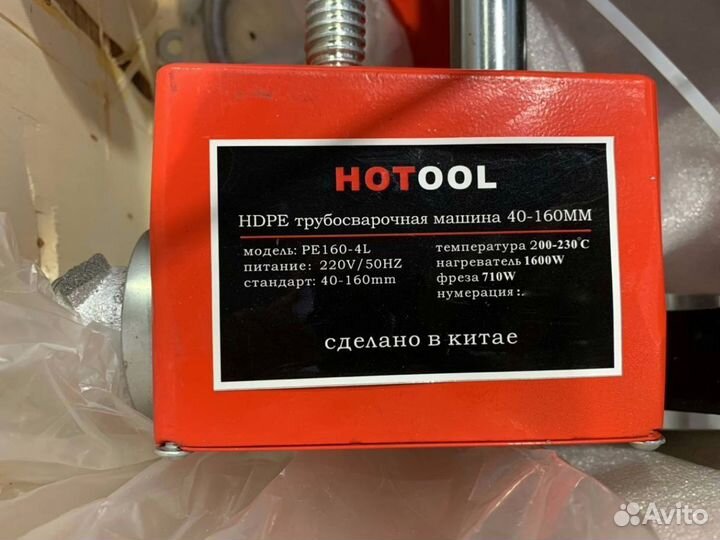 HOTOOL
HDPE трубосварочная машина 40-160ММ
модель: PE160-4L
питание: 220V/50HZ
стандарт: 40-160mm
температура 200-230°C
нагреватель 1600W
фреза 710W
нумерация:.
сделано в китае
Avito